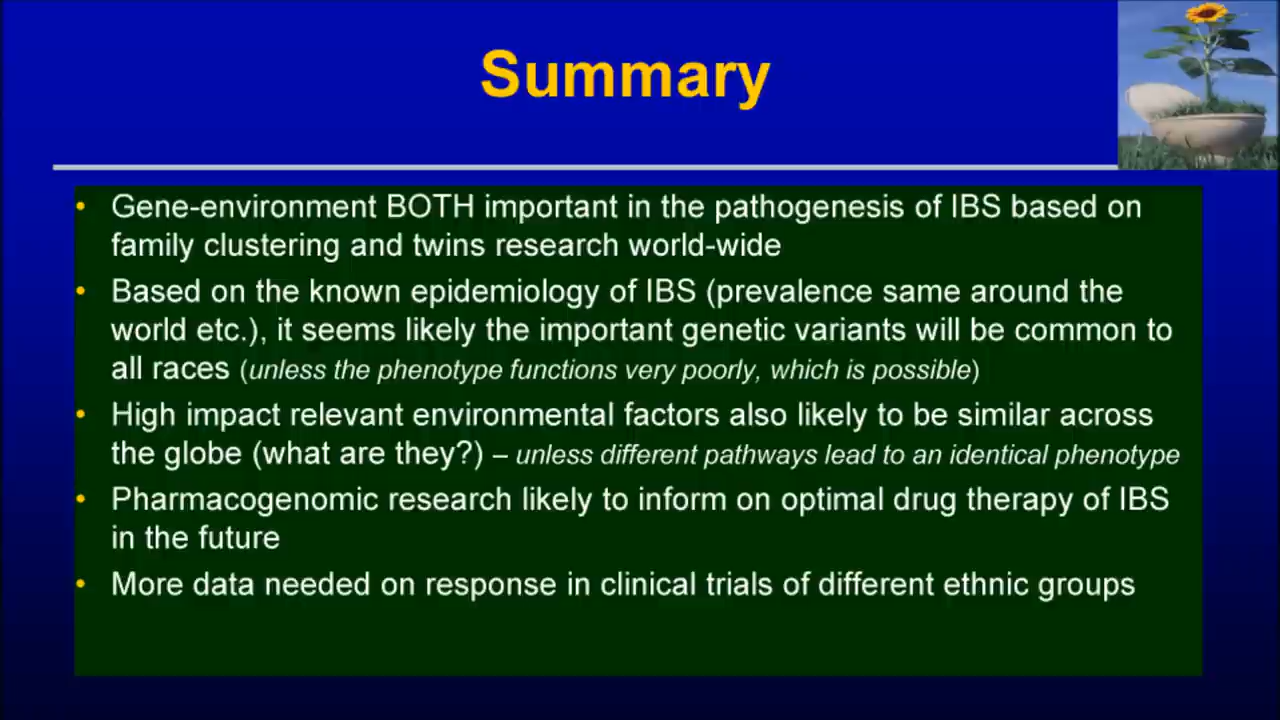 Summary
• Gene-environment BOTH important in the pathogenesis of IBS based on
family clustering and twins research world-wide
• Based on the known epidemiology of IBS (prevalence same around the
world etc.), it seems likely the important genetic variants will be common to
all races (unless the phenotype functions very poorly, which is possible)
• High impact relevant environmental factors also likely to be similar across
the globe (what are they?) – unless different pathways lead to an identical phenotype
• Pharmacogenomic research likely to inform on optimal drug therapy of IBS
in the future
• More data needed on response in clinical trials of different ethnic groups